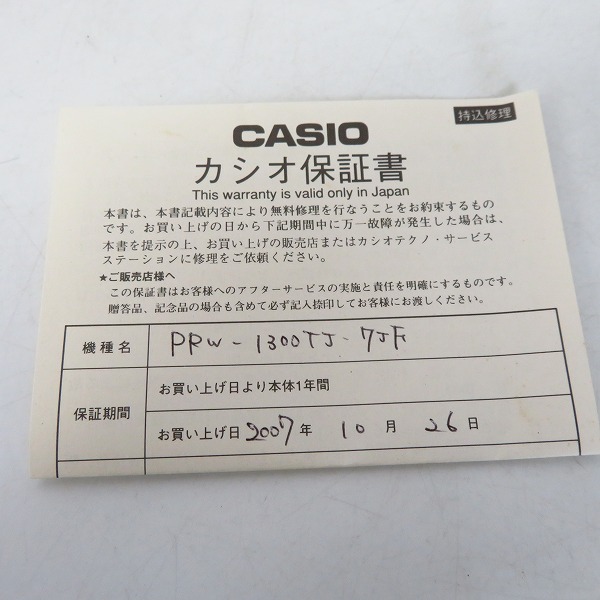 持込修理
CASIO
カシオ保証書
This warranty is valid only in Japan
本書は、本書記載内容により無料修理を行なうことをお約束するもの
です。お買い上げの日から下記期間中に万一故障が発生した場合は、
本書を提示の上、お買い上げの販売店またはカシオテクノ・サービス
ステーションに修理をご依頼ください。
★ご販売店様へ
この保証書はお客様へのアフターサービスの実施と責任を明確にするものです。
贈答品、記念品の場合も含めて必ず記入捺印してお客様にお渡しください。
機種名 PRW-1300TJ-7JF
お買い上げ日より本体1年間
保証期間
お買い上げ日 2007 年 10 月 26 日